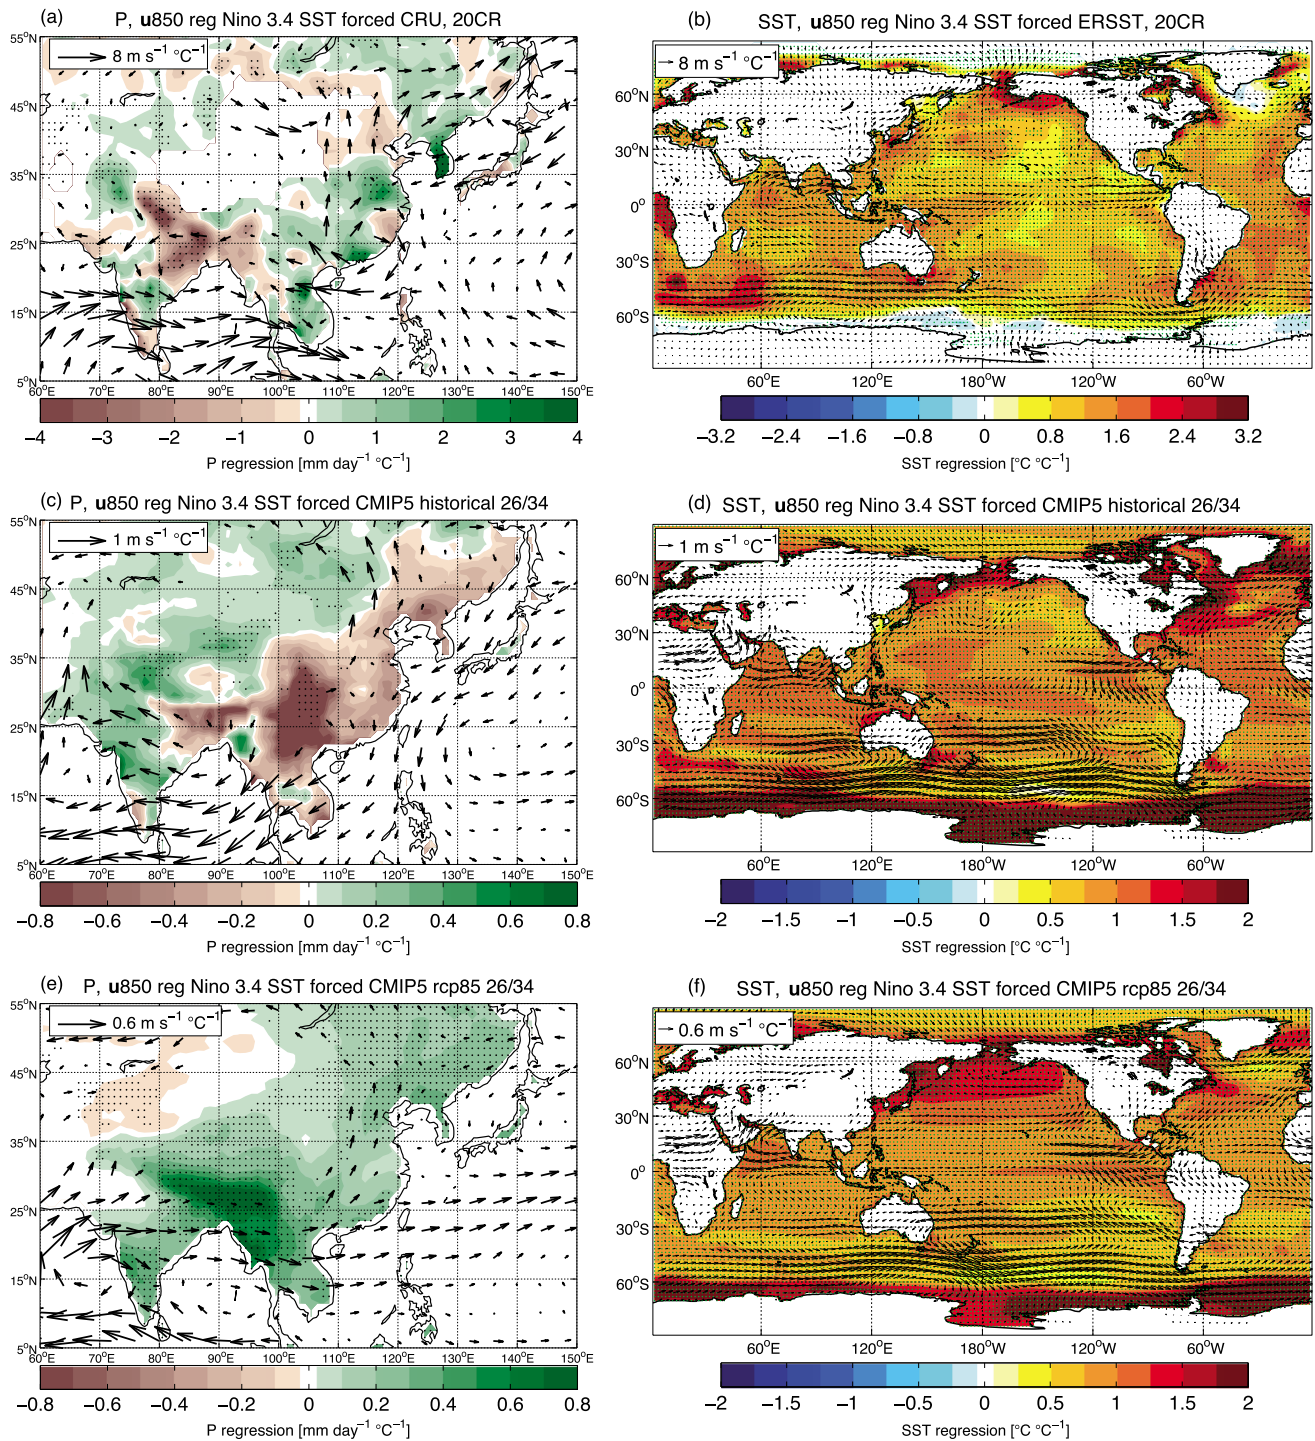 (a) P, u850 reg Nino 3.4 SST forced CRU, 20CR
8 m s⁻¹ °C⁻¹
55°N
45°N
35°N
25°N
15°N
5°N
60°E 70°E 80°E 90°E 100°E 110°E 120°E 130°E 140°E 150°E
−4 −3 −2 −1 0 1 2 3 4
P regression [mm day⁻¹ °C⁻¹]
(b) SST, u850 reg Nino 3.4 SST forced ERSST, 20CR
8 m s⁻¹ °C⁻¹
60°N
30°N
0°
30°S
60°S
60°E 120°E 180°W 120°W 60°W
−3.2 −2.4 −1.6 −0.8 0 0.8 1.6 2.4 3.2
SST regression [°C °C⁻¹]
(c) P, u850 reg Nino 3.4 SST forced CMIP5 historical 26/34
1 m s⁻¹ °C⁻¹
55°N
45°N
35°N
25°N
15°N
5°N
60°E 70°E 80°E 90°E 100°E 110°E 120°E 130°E 140°E 150°E
−0.8 −0.4 −0.2 0 0.2 0.4 0.6 0.8
P regression [mm day⁻¹ °C⁻¹]
(d) SST, u850 reg Nino 3.4 SST forced CMIP5 historical 26/34
1 m s⁻¹ °C⁻¹
60°N
30°N
0°
30°S
60°S
60°E 120°E 180°W 120°W 60°W
−2 −1.5 −1 −0.5 0 0.5 1 1.5 2
SST regression [°C °C⁻¹]
(e) P, u850 reg Nino 3.4 SST forced CMIP5 rcp85 26/34
0.6 m s⁻¹ °C⁻¹
55°N
45°N
35°N
25°N
15°N
5°N
60°E 70°E 80°E 90°E 100°E 110°E 120°E 130°E 140°E 150°E
−0.8 −0.4 −0.2 0 0.2 0.4 0.6 0.8
P regression [mm day⁻¹ °C⁻¹]
(f) SST, u850 reg Nino 3.4 SST forced CMIP5 rcp85 26/34
0.6 m s⁻¹ °C⁻¹
60°N
30°N
0°
30°S
60°S
60°E 120°E 180°W 120°W 60°W
−2 −1.5 −1 −0.5 0 0.5 1 1.5 2
SST regression [°C °C⁻¹]